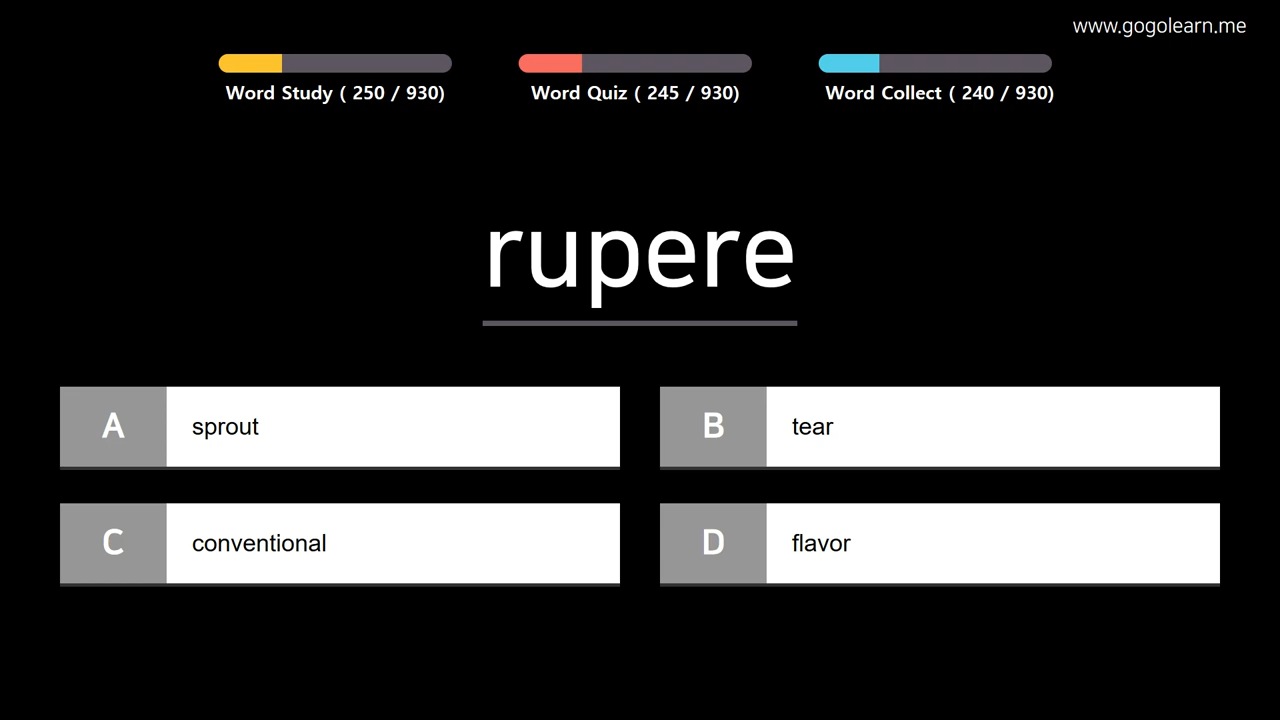 www.gogolearn.me
Word Study ( 250 / 930)
Word Quiz ( 245 / 930)
Word Collect ( 240 / 930)
rupere
A sprout
B tear
C conventional
D flavor